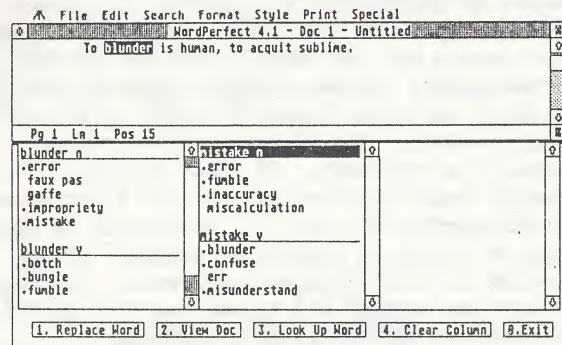 File Edit Search Format Style Print Special
WordPerfect 4.1 - Doc 1 - Untitled
To blunder is human, to acquit sublime.
Pg 1 Ln 1 Pos 15
blunder n
.error
faux pas
gaffe
.impropriety
.mistake
blunder v
.botch
.bungle
.fumble
mistake n
.error
.fumble
.inaccuracy
miscalculation
mistake v
.blunder
.confuse
err
.misunderstand
1. Replace Word 2. View Doc 3. Look Up Word 4. Clear Column 0.Exit